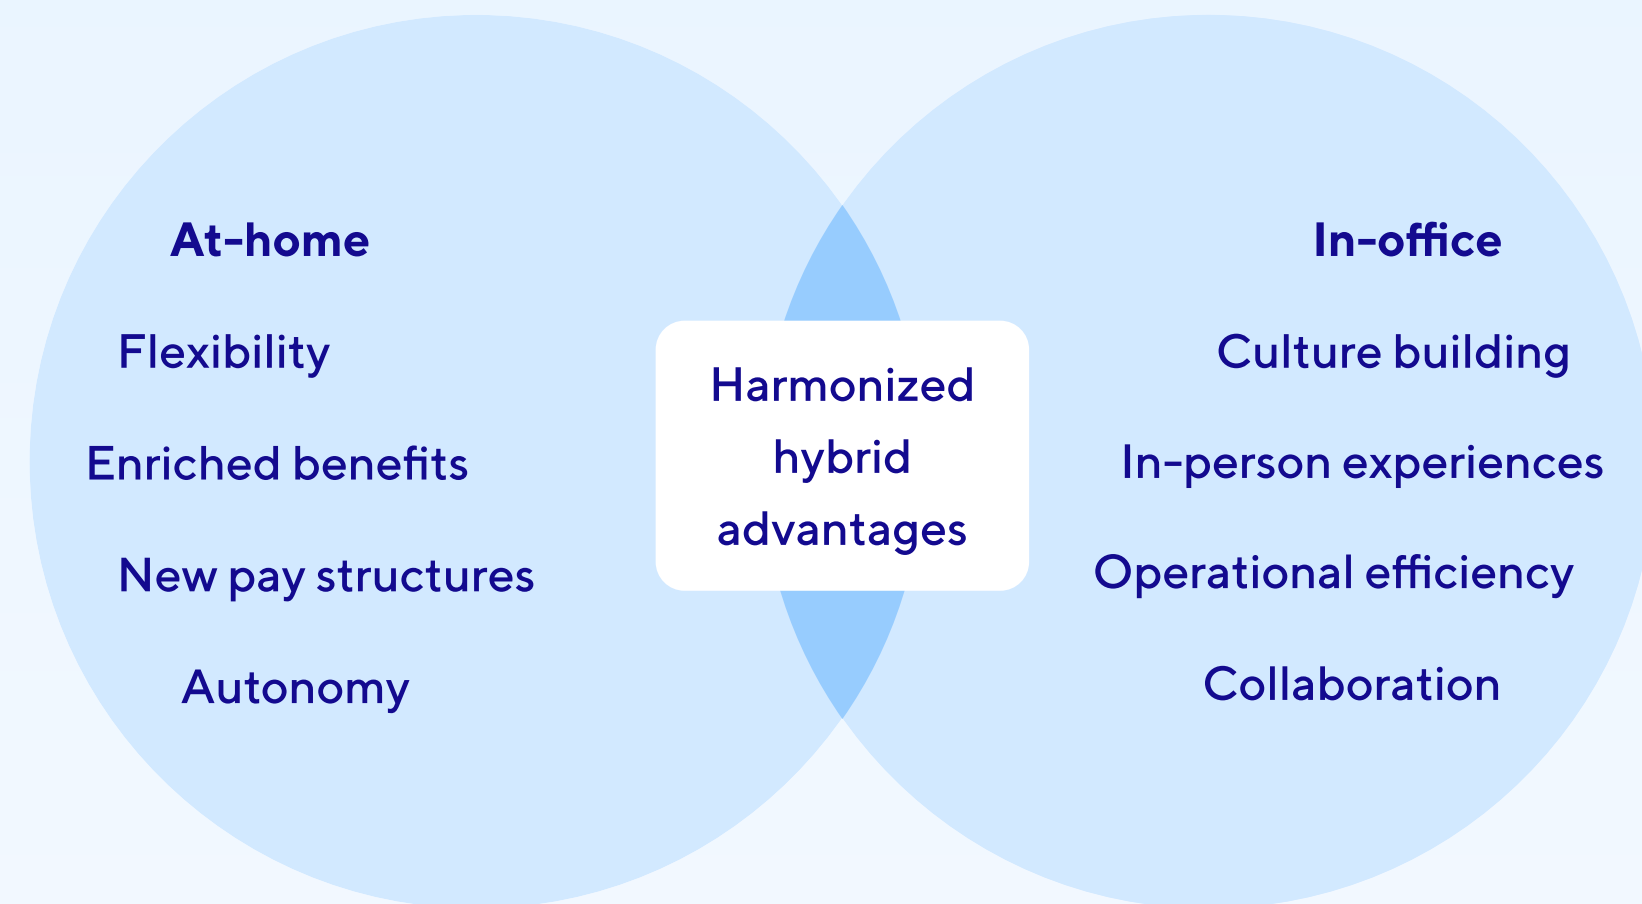 At-home
Flexibility
Enriched benefits
New pay structures
Autonomy
Harmonized
hybrid
advantages
In-office
Culture building
In-person experiences
Operational efficiency
Collaboration